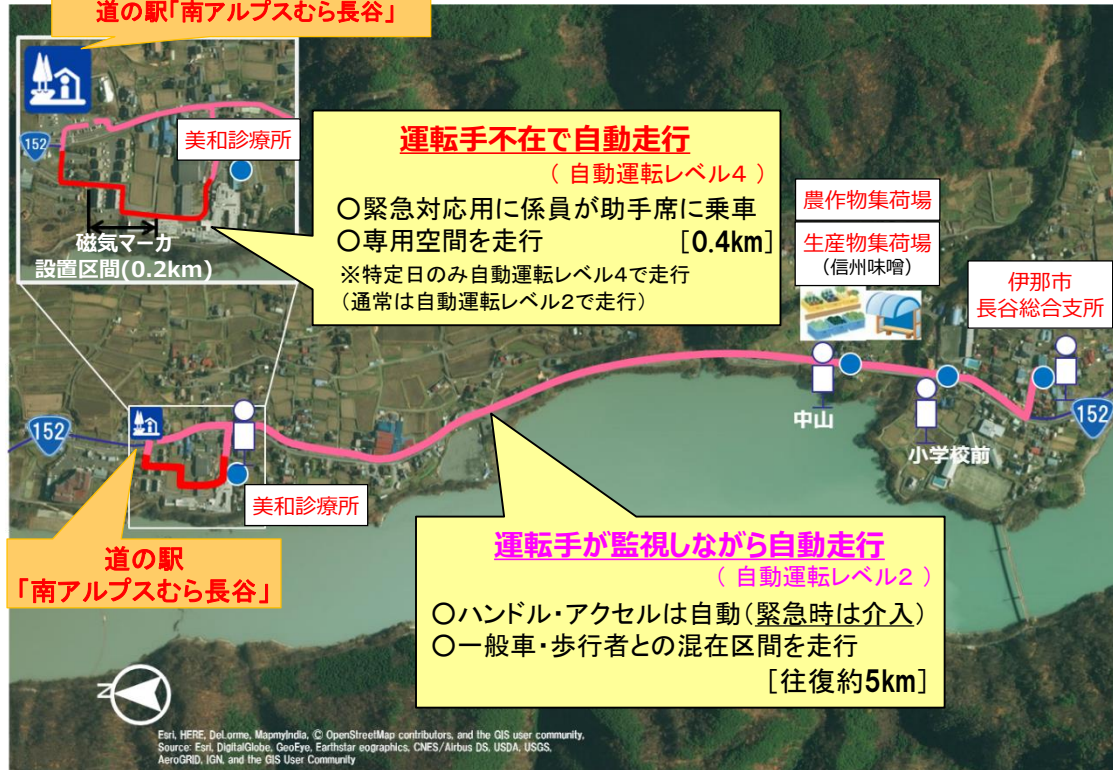 道の駅「南アルプスむら長谷」
152
美和診療所
磁気マーカ
設置区間(0.2km)
運転手不在で自動走行
( 自動運転レベル4 )
○緊急対応用に係員が助手席に乗車
○専用空間を走行 [0.4km]
※特定日のみ自動運転レベル4で走行
(通常は自動運転レベル2で走行)
農作物集荷場
生産物集荷場
(信州味噌)
伊那市
長谷総合支所
152
中山
小学校前
152
美和診療所
道の駅
「南アルプスむら長谷」
運転手が監視しながら自動走行
( 自動運転レベル2 )
○ハンドル・アクセルは自動(緊急時は介入)
○一般車・歩行者との混在区間を走行
[往復約5km]
N
Esri, HERE, DeLorme, MapmyIndia, © OpenStreetMap contributors, and the GIS user community,
Source: Esri, DigitalGlobe, GeoEye, Earthstar eographics, CNES/Airbus DS, USDA, USGS,
AeroGRID, IGN, and the GIS User Community